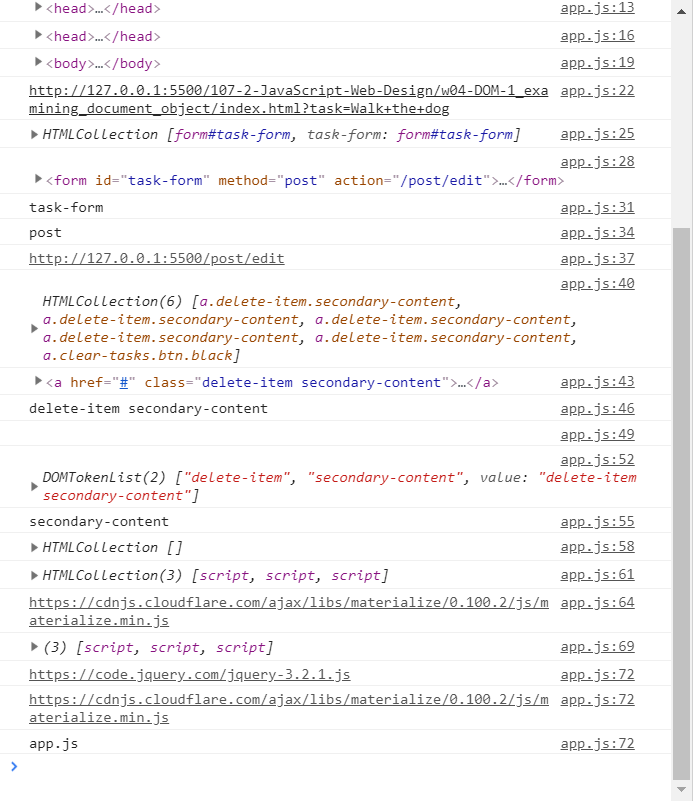 <head>…</head> app.js:13
<head>…</head> app.js:16
<body>…</body> app.js:19
http://127.0.0.1:5500/107-2-JavaScript-Web-Design/w04-DOM-1_exa app.js:22
mining_document_object/index.html?task=Walk+the+dog
HTMLCollection [form#task-form, task-form: form#task-form] app.js:25
app.js:28
<form id="task-form" method="post" action="/post/edit">…</form>
task-form app.js:31
post app.js:34
http://127.0.0.1:5500/post/edit app.js:37
app.js:40
HTMLCollection(6) [a.delete-item.secondary-content,
a.delete-item.secondary-content, a.delete-item.secondary-content,
a.delete-item.secondary-content, a.delete-item.secondary-content,
a.clear-tasks.btn.black]
<a href="#" class="delete-item secondary-content">…</a> app.js:43
delete-item secondary-content app.js:46
app.js:49
app.js:52
DOMTokenList(2) ["delete-item", "secondary-content", value: "delete-item
secondary-content"]
secondary-content app.js:55
HTMLCollection [] app.js:58
HTMLCollection(3) [script, script, script] app.js:61
https://cdnjs.cloudflare.com/ajax/libs/materialize/0.100.2/js/m app.js:64
aterialize.min.js
(3) [script, script, script] app.js:69
https://code.jquery.com/jquery-3.2.1.js app.js:72
https://cdnjs.cloudflare.com/ajax/libs/materialize/0.100.2/js/m app.js:72
aterialize.min.js
app.js app.js:72